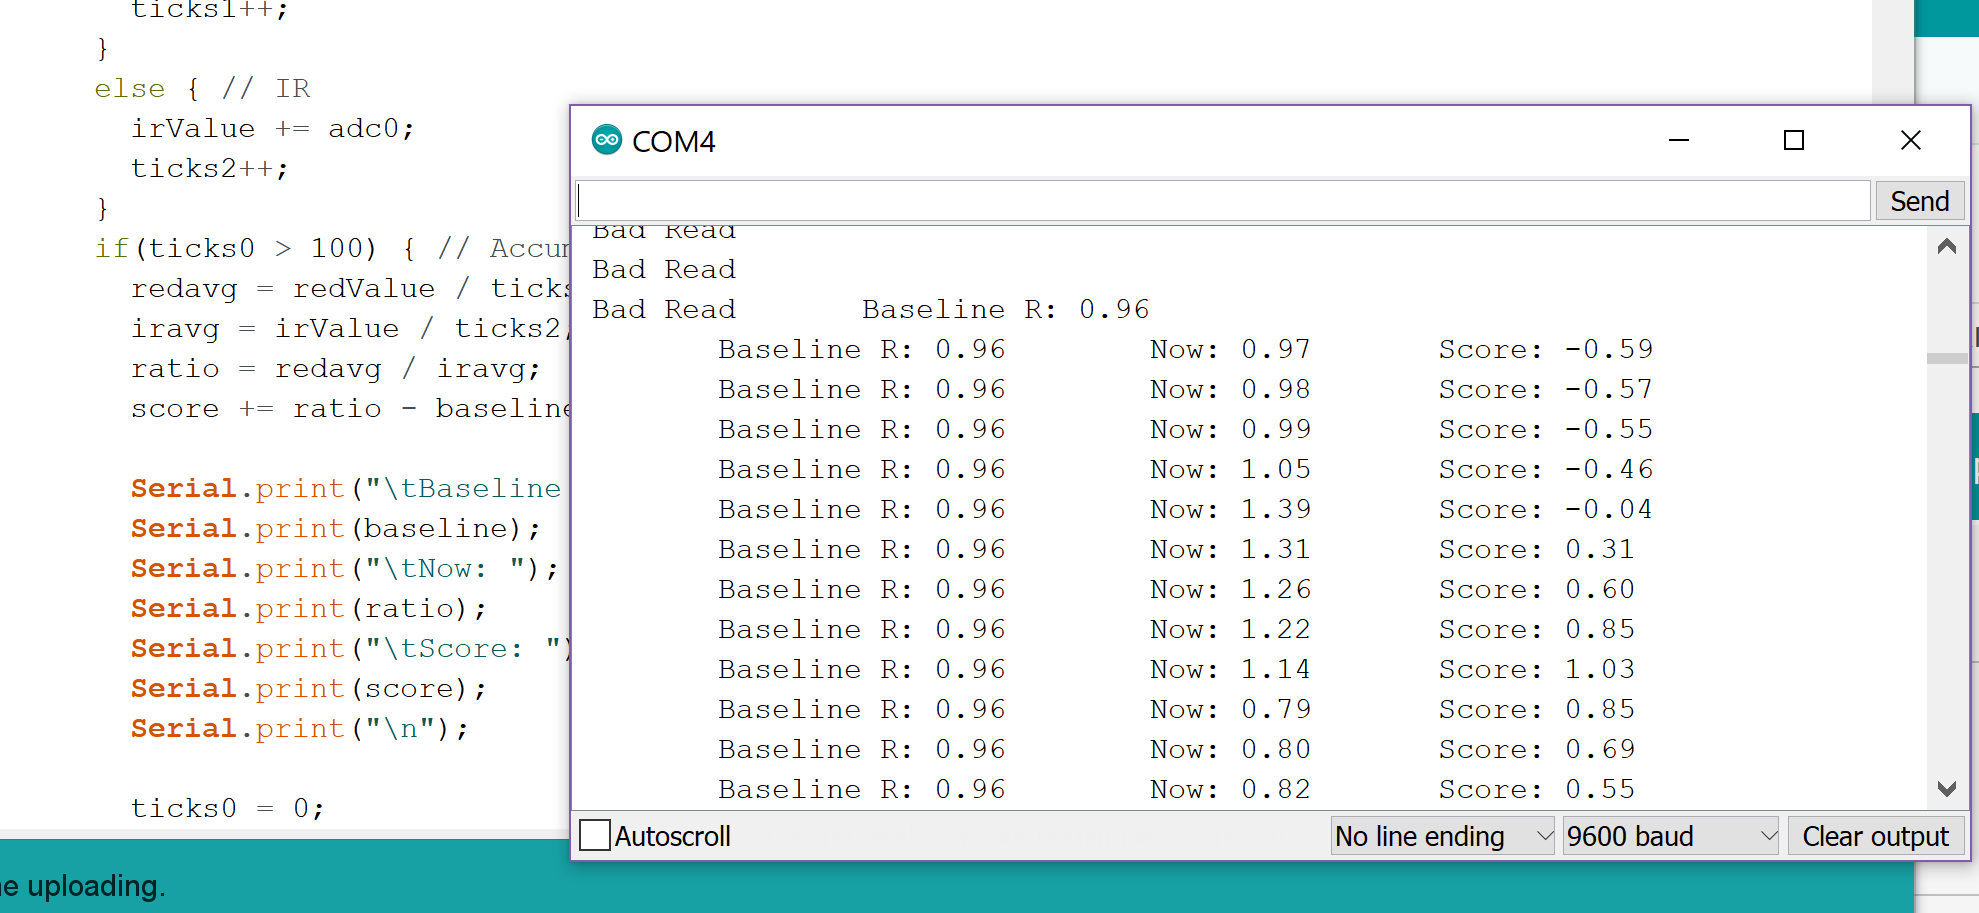 ticks1++;
}
else { // IR
irValue += adc0;
ticks2++;
}
if(ticks0 > 100) { //
redavg = redValue /
iravg = irValue / ticks2;
ratio = redavg / iravg;
score += ratio - baseline
Serial.print("\tBaseline
Serial.print(baseline);
Serial.print("\tNow: ");
Serial.print(ratio);
Serial.print("\tScore: ")
Serial.print(score);
Serial.print("\n");
ticks0 = 0;
uploading.
COM4
Send
Bad Read
Bad Read
Bad Read Baseline R: 0.96
Baseline R: 0.96 Now: 0.97 Score: -0.59
Baseline R: 0.96 Now: 0.98 Score: -0.57
Baseline R: 0.96 Now: 0.99 Score: -0.55
Baseline R: 0.96 Now: 1.05 Score: -0.46
Baseline R: 0.96 Now: 1.39 Score: -0.04
Baseline R: 0.96 Now: 1.31 Score: 0.31
Baseline R: 0.96 Now: 1.26 Score: 0.60
Baseline R: 0.96 Now: 1.22 Score: 0.85
Baseline R: 0.96 Now: 1.14 Score: 1.03
Baseline R: 0.96 Now: 0.79 Score: 0.85
Baseline R: 0.96 Now: 0.80 Score: 0.69
Baseline R: 0.96 Now: 0.82 Score: 0.55
Autoscroll
No line ending
9600 baud
Clear output